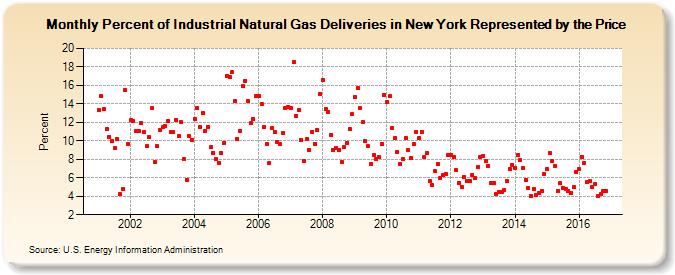 Monthly Percent of Industrial Natural Gas Deliveries in New York Represented by the Price
Percent
20
18
16
14
12
10
8
6
4
2
2002 2004 2006 2008 2010 2012 2014 2016
Source: U.S. Energy Information Administration